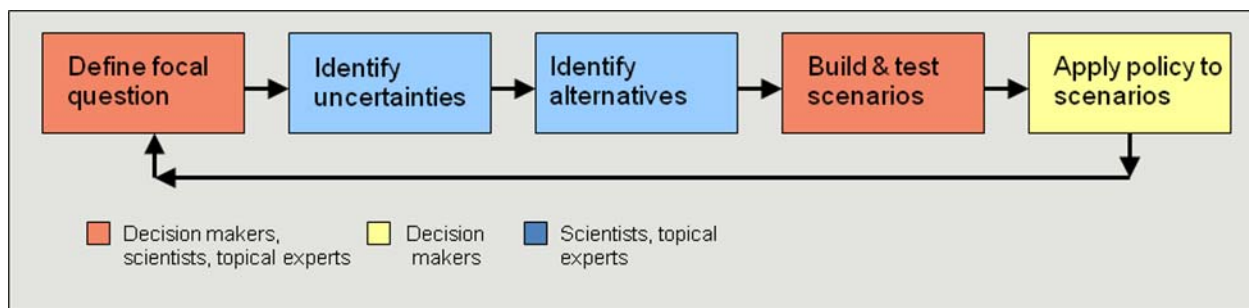 Define focal
question
Identify
uncertainties
Identify
alternatives
Build & test
scenarios
Apply policy to
scenarios
Decision makers,
scientists, topical experts
Decision
makers
Scientists, topical
experts